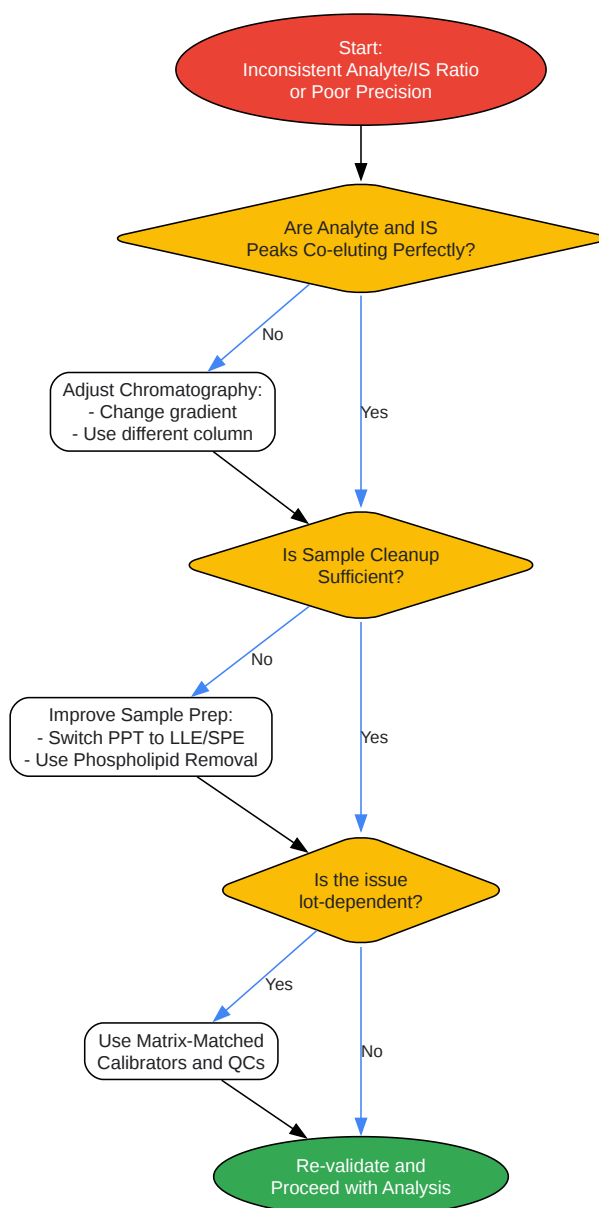 Start:
Inconsistent Analyte/IS Ratio
or Poor Precision
Are Analyte and IS
Peaks Co-eluting Perfectly?
No
Yes
Adjust Chromatography:
- Change gradient
- Use different column
Is Sample Cleanup
Sufficient?
No
Yes
Improve Sample Prep:
- Switch PPT to LLE/SPE
- Use Phospholipid Removal
Is the issue
lot-dependent?
Yes
No
Use Matrix-Matched
Calibrators and QCs
Re-validate and
Proceed with Analysis